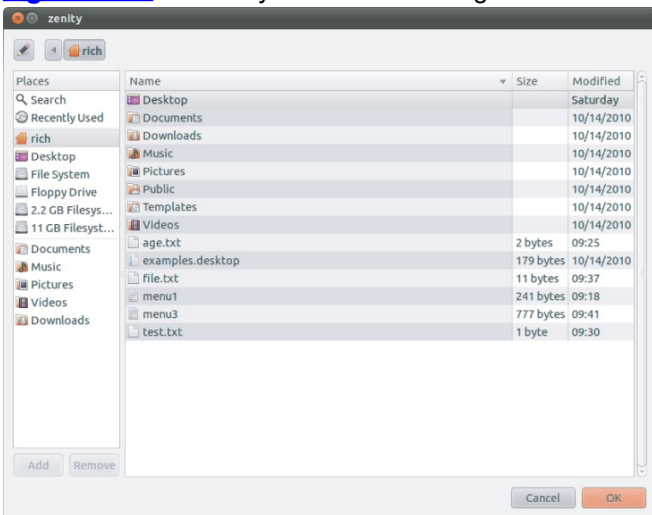 zenity
rich
Places
Search
Recently Used
rich
Desktop
File System
Floppy Drive
2.2 GB Filesys...
11 GB Filesyst...
Documents
Music
Pictures
Videos
Downloads
Add Remove
Name Size Modified
Desktop Saturday
Documents 10/14/2010
Downloads 10/14/2010
Music 10/14/2010
Pictures 10/14/2010
Public 10/14/2010
Templates 10/14/2010
Videos 10/14/2010
age.txt 2 bytes 09:25
examples.desktop 179 bytes 10/14/2010
file.txt 11 bytes 09:37
menu1 241 bytes 09:18
menu3 777 bytes 09:41
test.txt 1 byte 09:30
Cancel OK